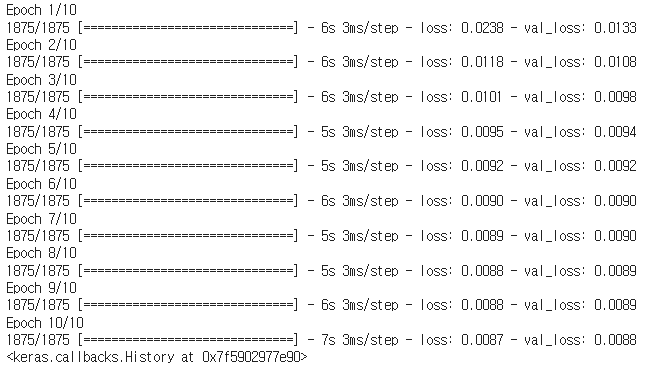 Epoch 1/10
1875/1875 [==============================] - 6s 3ms/step - loss: 0.0238 - val_loss: 0.0133
Epoch 2/10
1875/1875 [==============================] - 6s 3ms/step - loss: 0.0118 - val_loss: 0.0108
Epoch 3/10
1875/1875 [==============================] - 6s 3ms/step - loss: 0.0101 - val_loss: 0.0098
Epoch 4/10
1875/1875 [==============================] - 5s 3ms/step - loss: 0.0095 - val_loss: 0.0094
Epoch 5/10
1875/1875 [==============================] - 5s 3ms/step - loss: 0.0092 - val_loss: 0.0092
Epoch 6/10
1875/1875 [==============================] - 6s 3ms/step - loss: 0.0090 - val_loss: 0.0090
Epoch 7/10
1875/1875 [==============================] - 5s 3ms/step - loss: 0.0089 - val_loss: 0.0090
Epoch 8/10
1875/1875 [==============================] - 5s 3ms/step - loss: 0.0088 - val_loss: 0.0089
Epoch 9/10
1875/1875 [==============================] - 6s 3ms/step - loss: 0.0088 - val_loss: 0.0089
Epoch 10/10
1875/1875 [==============================] - 7s 3ms/step - loss: 0.0087 - val_loss: 0.0088
<keras.callbacks.History at 0x7f5902977e90>